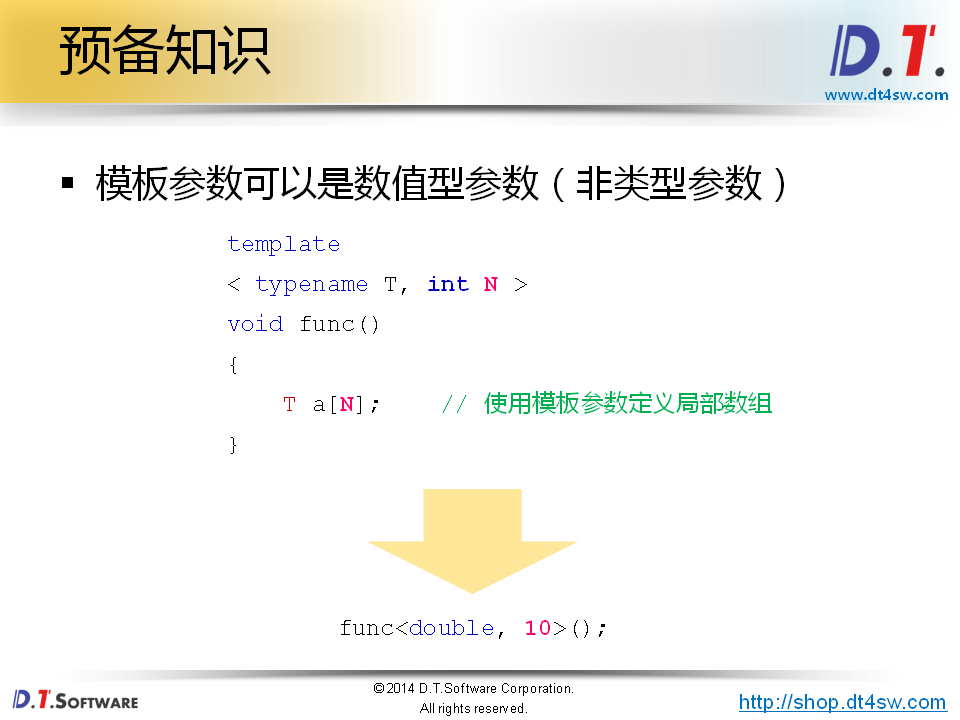 预备知识
D.T.
www.dt4sw.com
▪ 模板参数可以是数值型参数（非类型参数）
template
< typename T, int N >
void func()
{
    T a[N];    // 使用模板参数定义局部数组
}
func<double, 10>();
D.T.SOFTWARE
©2014 D.T.Software Corporation.
All rights reserved.
http://shop.dt4sw.com